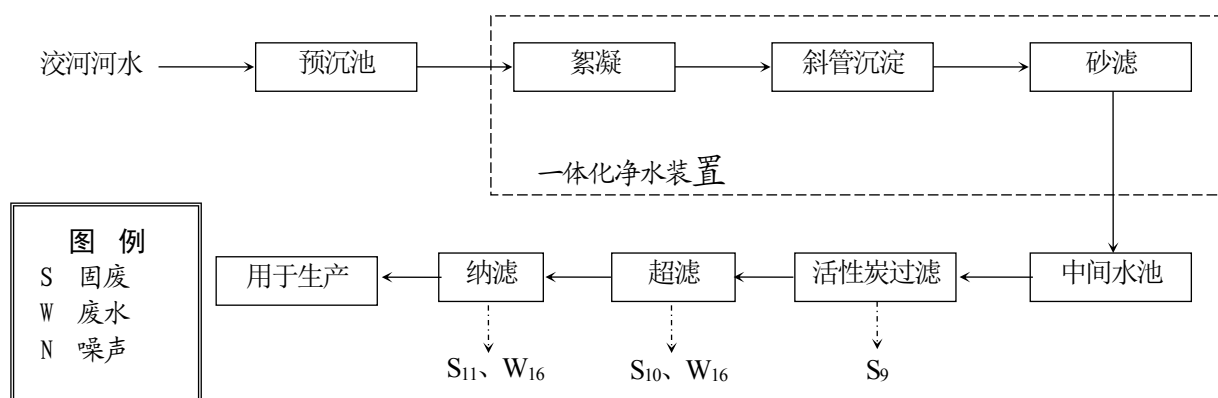 洨河河水
预沉池
絮凝
斜管沉淀
砂滤
一体化净水装置
图 例
S 固废
W 废水
N 噪声
用于生产
纳滤
超滤
活性炭过滤
中间水池
S11、W16
S10、W16
S9